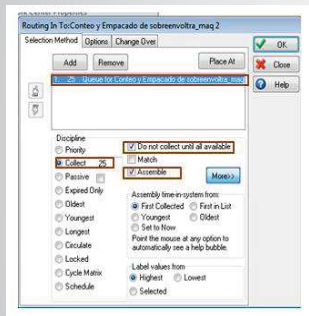 Routing In To:Conteo y Empacado de sobreenvoltra_maq 2
Selection Method Options Change Over
Add Remove Place At
OK
Close
Help
1. 25 Queue for Conteo y Empacado de sobreenvoltra_maq
Discipline
Priority
Collect 25
Passive
Expired Only
Oldest
Youngest
Longest
Circulate
Locked
Cycle Matrix
Schedule
Do not collect until all available
Match
Assemble
More>>
Assembly time-in-system from:
First Collected First in List
Youngest Oldest
Set to Now
Point the mouse at any option to
automatically see a help bubble.
Label values from
Highest Lowest
Selected